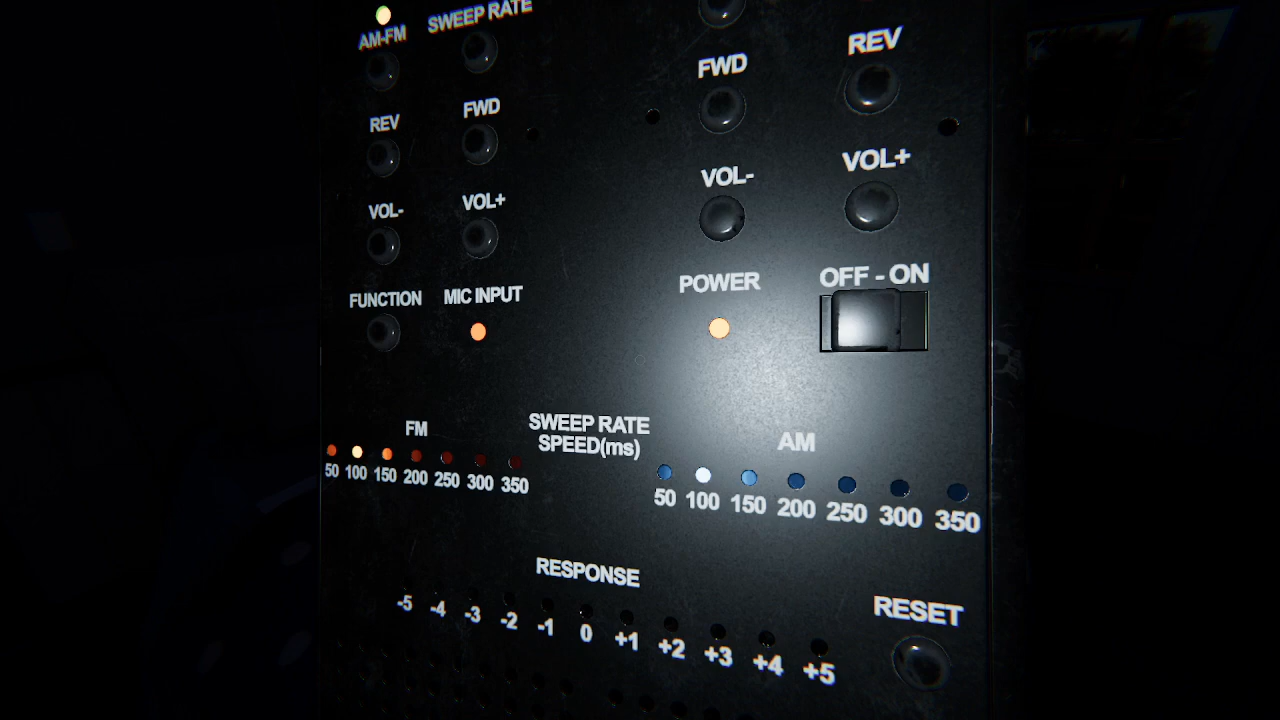 AM-FM SWEEP RATE
FWD REV
REV FWD
VOL- VOL+
VOL- VOL+
POWER OFF - ON
FUNCTION MIC INPUT
FM
SWEEP RATE
SPEED(ms)
AM
50 100 150 200 250 300 350
50 100 150 200 250 300 350
RESPONSE
-5 -4 -3 -2 -1 0 +1 +2 +3 +4 +5
RESET